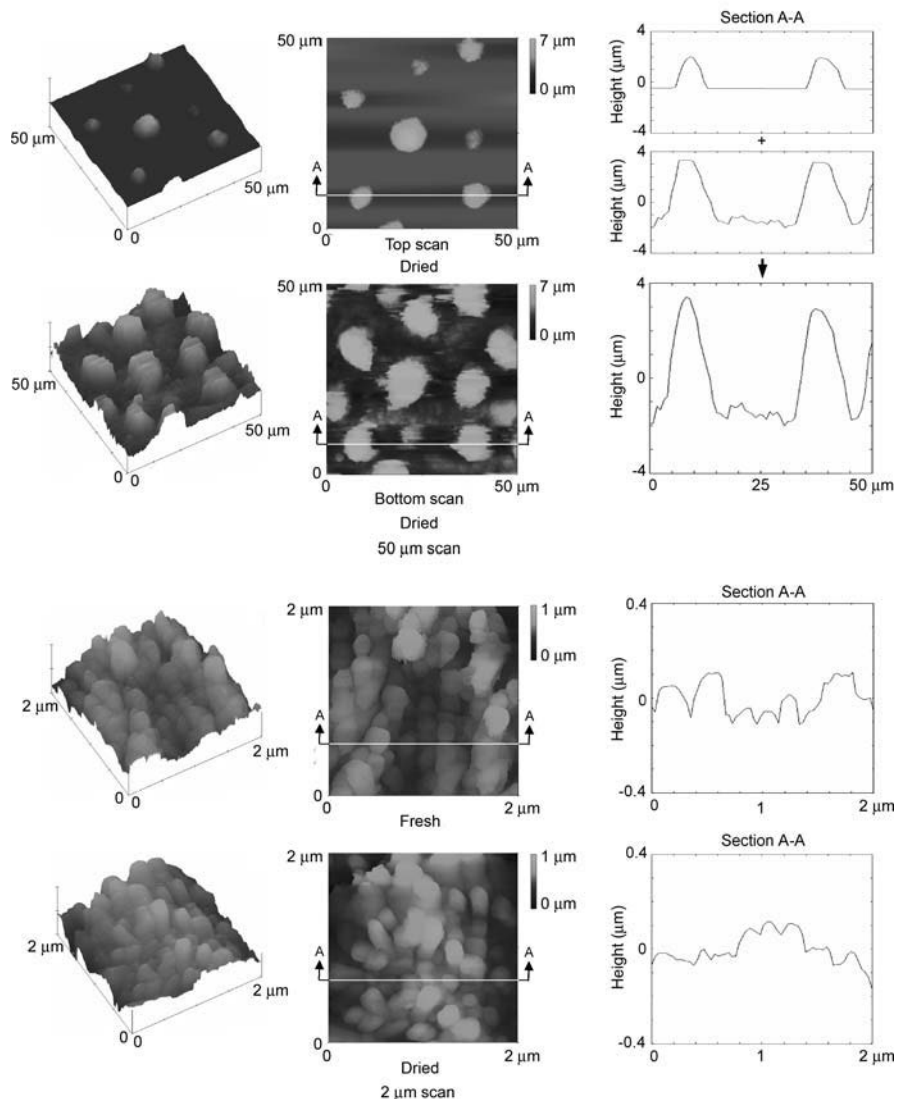 50 μm
50 μm
0
0
50 μm
0
A
A
7 μm
0 μm
Top scan
50 μm
Dried
Section A-A
Height (μm)
4
0
-4
+
Height (μm)
4
0
-4
50 μm
50 μm
0
0
50 μm
0
A
A
7 μm
0 μm
0
50 μm
Bottom scan
Dried
50 μm scan
Height (μm)
4
0
-4
0
25
50 μm
2 μm
2 μm
0
0
2 μm
0
A
A
1 μm
0 μm
0
2 μm
Fresh
Section A-A
Height (μm)
0.4
0
-0.4
0
1
2 μm
2 μm
2 μm
0
0
2 μm
0
A
A
1 μm
0 μm
0
2 μm
Dried
2 μm scan
Section A-A
Height (μm)
0.4
0
-0.4
0
1
2 μm